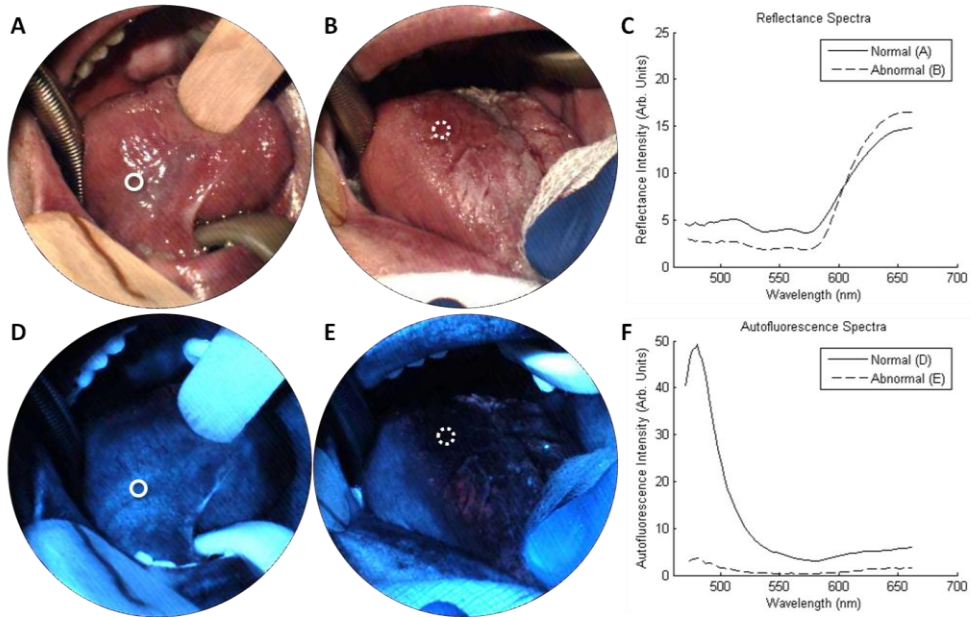 A
B
C
Reflectance Spectra
Normal (A)
Abnormal (B)
Reflectance Intensity (Arb. Units)
25
20
15
10
5
0
500
550
600
650
700
Wavelength (nm)
D
E
F
Autofluorescence Spectra
Normal (D)
Abnormal (E)
Autofluorescence Intensity (Arb. Units)
50
40
30
20
10
0
500
550
600
650
700
Wavelength (nm)